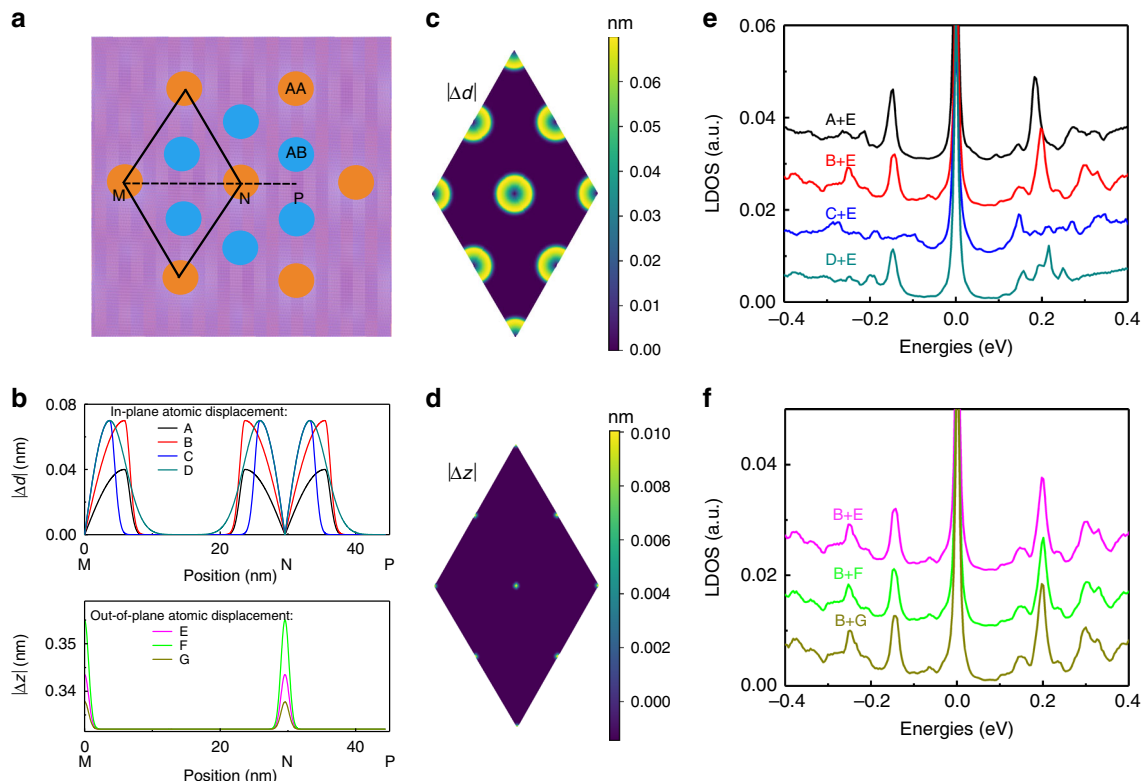 a
AA
AB
M
N
P
c
nm
|Δd|
0.06
0.05
0.04
0.03
0.02
0.01
0.00
e
0.06
0.04
0.02
0.00
LDOS (a.u.)
A+E
B+E
C+E
D+E
–0.4
–0.2
0.0
0.2
0.4
Energies (eV)
b
0.08
0.04
0.00
|Δd| (nm)
In-plane atomic displacement:
A
B
C
D
0
20
40
M
N
P
Position (nm)
0.35
0.34
|Δz| (nm)
Out-of-plane atomic displacement:
E
F
G
0
20
40
M
N
P
Position (nm)
d
nm
|Δz|
0.010
0.008
0.006
0.004
0.002
0.000
f
0.04
0.02
0.00
LDOS (a.u.)
B+E
B+F
B+G
–0.4
–0.2
0.0
0.2
0.4
Energies (eV)